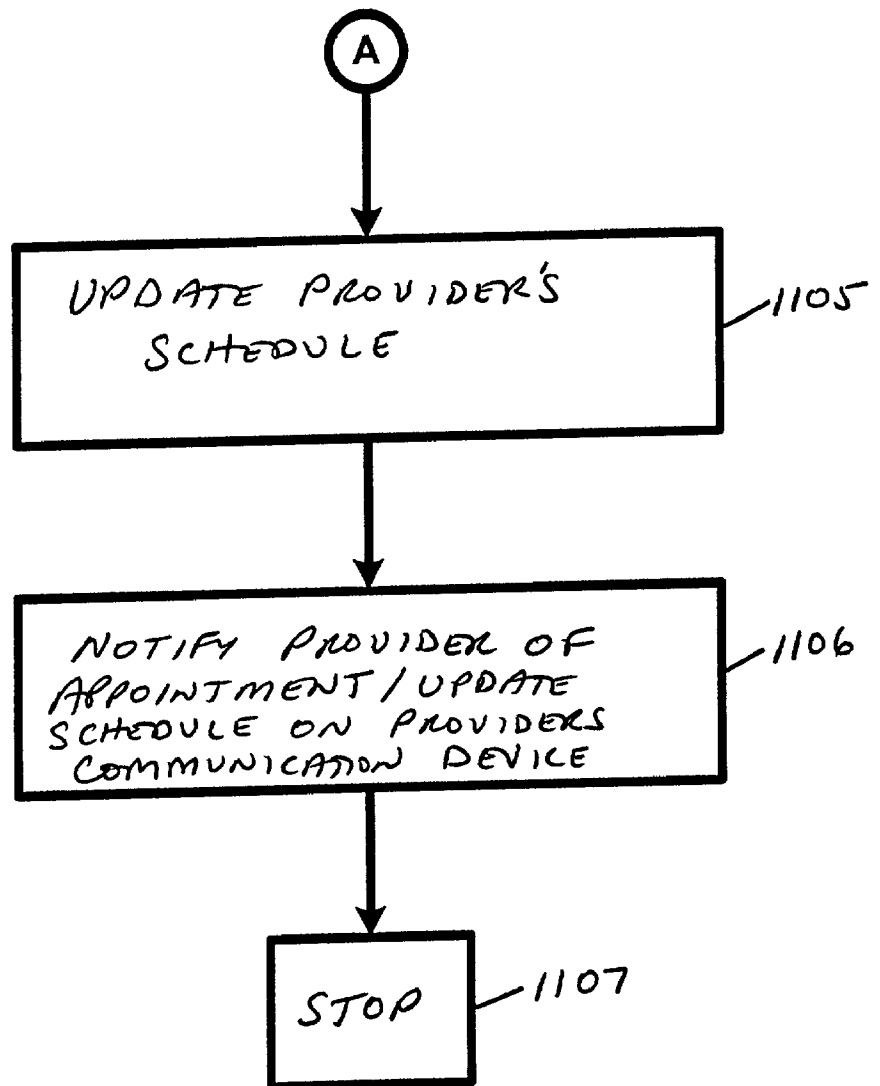 A
UPDATE PROVIDER'S
SCHEDULE
1105
NOTIFY PROVIDER OF
APPOINTMENT/UPDATE
SCHEDULE ON PROVIDERS
COMMUNICATION DEVICE
1106
STOP
1107